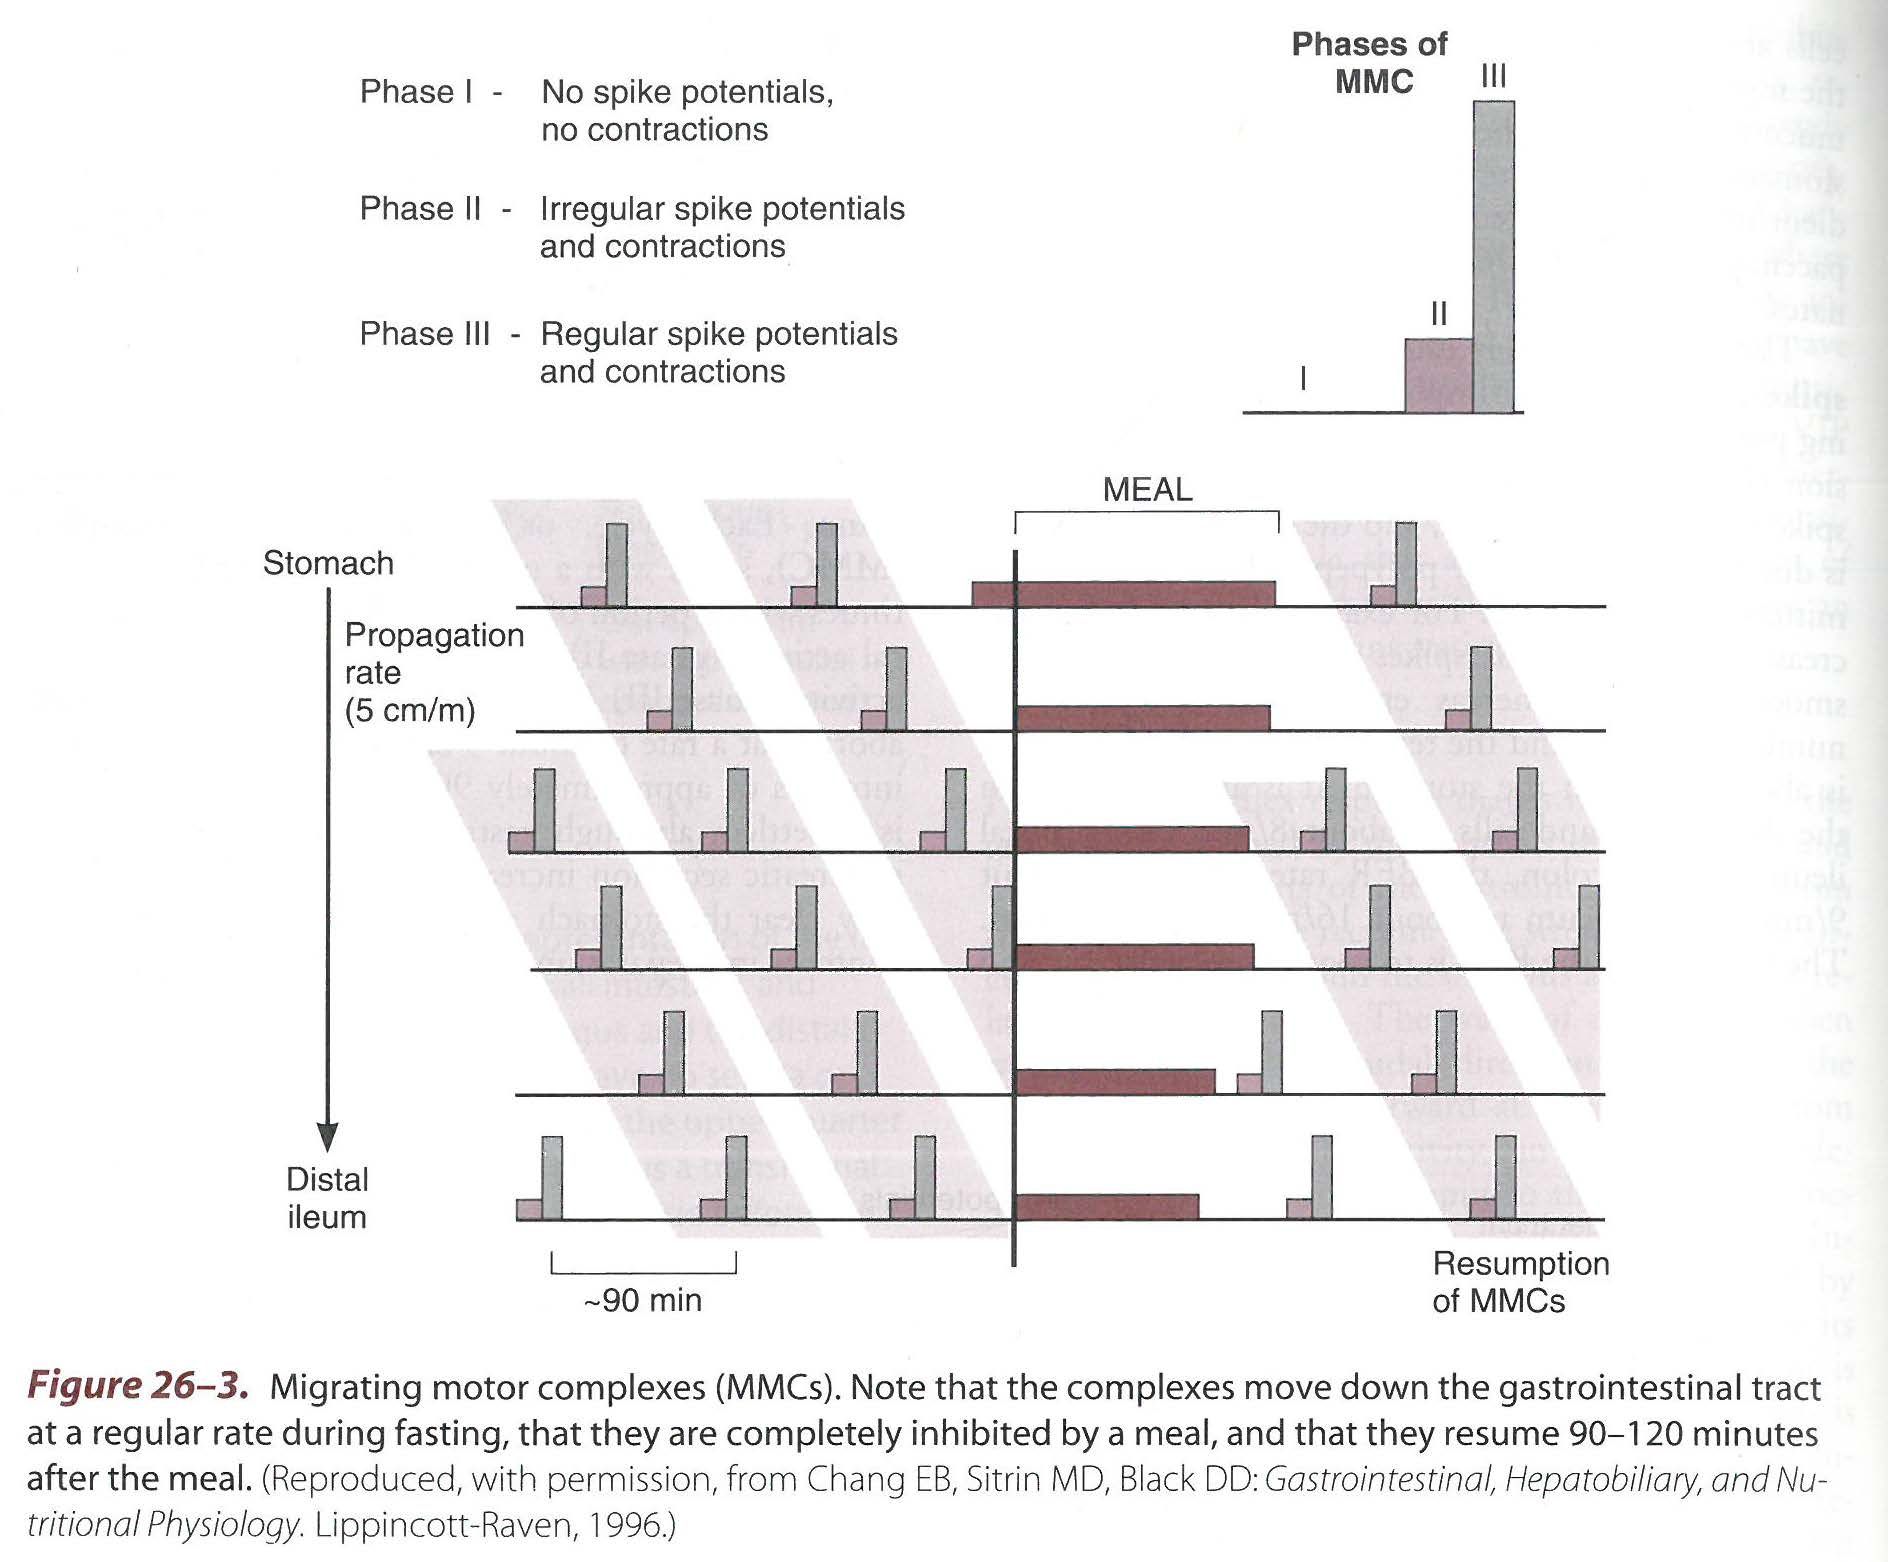 Phases of
MMC
III
II
I
Phase I - No spike potentials,
no contractions
Phase II - Irregular spike potentials
and contractions
Phase III - Regular spike potentials
and contractions
MEAL
Stomach
Propagation
rate
(5 cm/m)
Distal
ileum
~90 min
Resumption
of MMCs
Figure 26–3. Migrating motor complexes (MMCs). Note that the complexes move down the gastrointestinal tract
at a regular rate during fasting, that they are completely inhibited by a meal, and that they resume 90–120 minutes
after the meal. (Reproduced, with permission, from Chang EB, Sitrin MD, Black DD: Gastrointestinal, Hepatobiliary, and Nu-
tritional Physiology. Lippincott-Raven, 1996.)